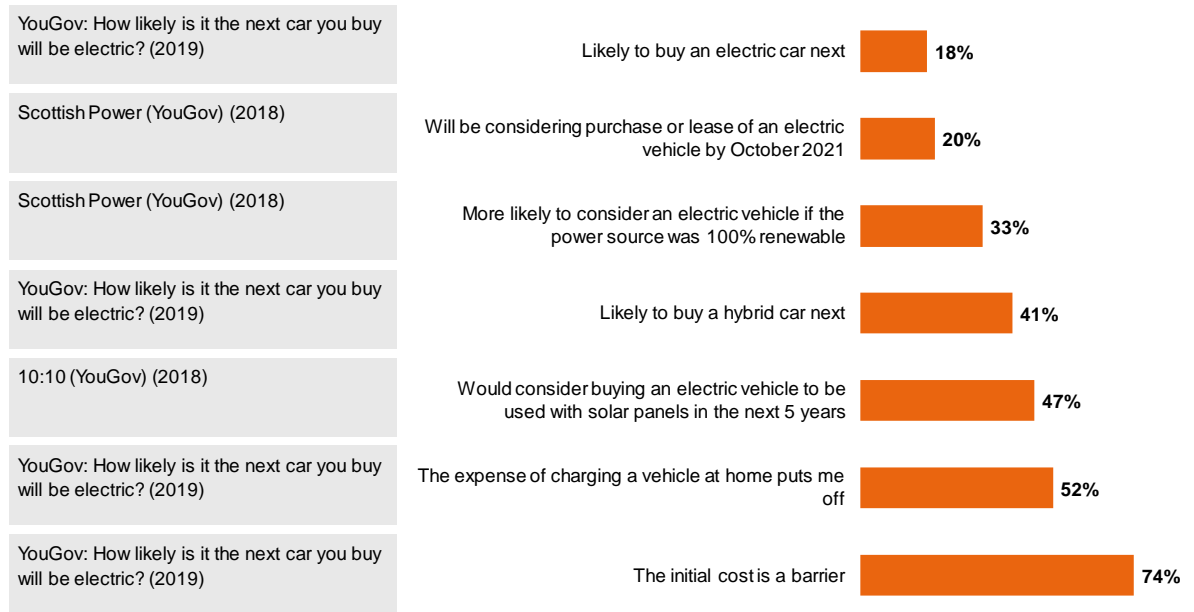 YouGov: How likely is it the next car you buy
will be electric? (2019)
Likely to buy an electric car next
18%
Scottish Power (YouGov) (2018)
Will be considering purchase or lease of an electric
vehicle by October 2021
20%
Scottish Power (YouGov) (2018)
More likely to consider an electric vehicle if the
power source was 100% renewable
33%
YouGov: How likely is it the next car you buy
will be electric? (2019)
Likely to buy a hybrid car next
41%
10:10 (YouGov) (2018)
Would consider buying an electric vehicle to be
used with solar panels in the next 5 years
47%
YouGov: How likely is it the next car you buy
will be electric? (2019)
The expense of charging a vehicle at home puts me
off
52%
YouGov: How likely is it the next car you buy
will be electric? (2019)
The initial cost is a barrier
74%